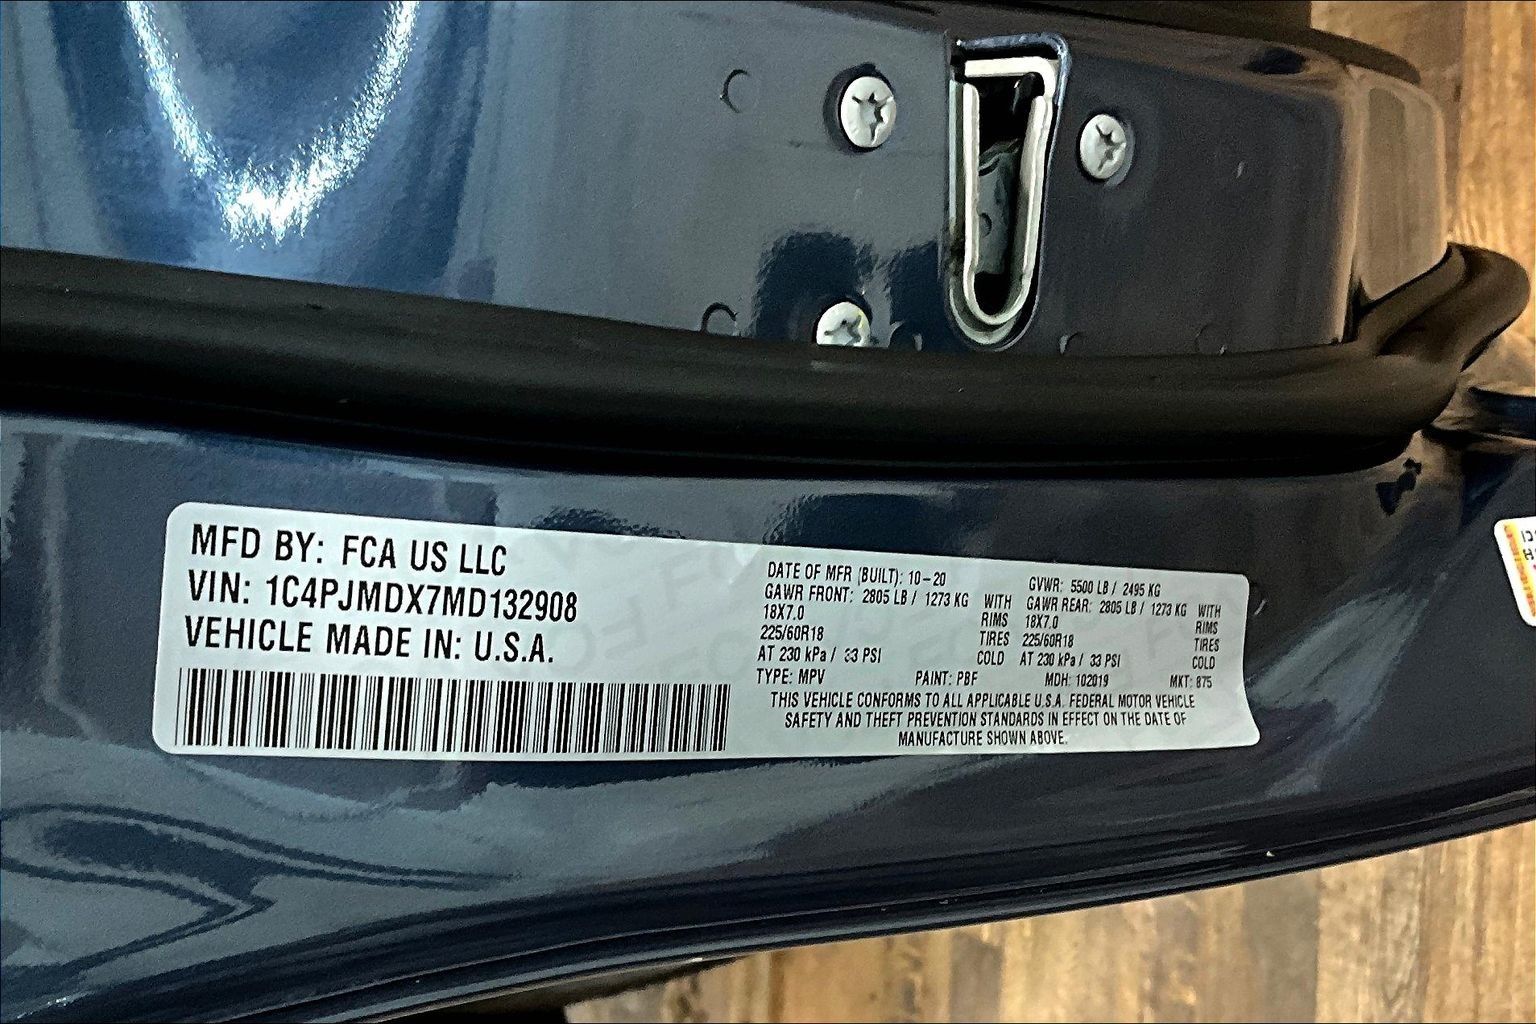 MFD BY: FCA US LLC
VIN: 1C4PJMDX7MD132908
VEHICLE MADE IN: U.S.A.
DATE OF MFR (BUILT): 10-20 GVWR: 5500 LB / 2495 KG
GAWR FRONT: 2805 LB / 1273 KG WITH GAWR REAR: 2805 LB / 1273 KG WITH
18X7.0 RIMS 18X7.0 RIMS
225/60R18 TIRES 225/60R18 TIRES
AT 230 kPa / 33 PSI COLD AT 230 kPa / 33 PSI COLD
TYPE: MPV PAINT: PBF MDH: 102019 MKT: 875
THIS VEHICLE CONFORMS TO ALL APPLICABLE U.S.A. FEDERAL MOTOR VEHICLE
SAFETY AND THEFT PREVENTION STANDARDS IN EFFECT ON THE DATE OF
MANUFACTURE SHOWN ABOVE.